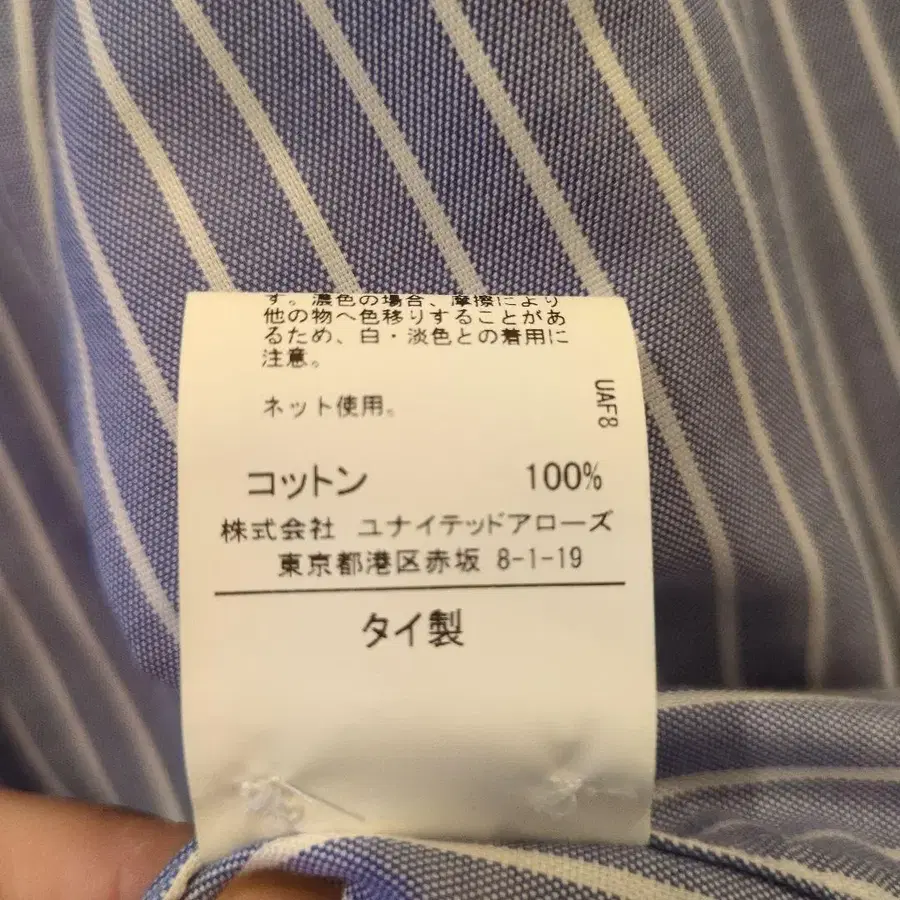 す。濃色の場合、摩擦により
他の物へ色移りすることがあ
るため、白・淡色との着用に
注意。
ネット使用。
UAF8
コットン 100%
株式会社 ユナイテッドアローズ
東京都港区赤坂 8-1-19
タイ製